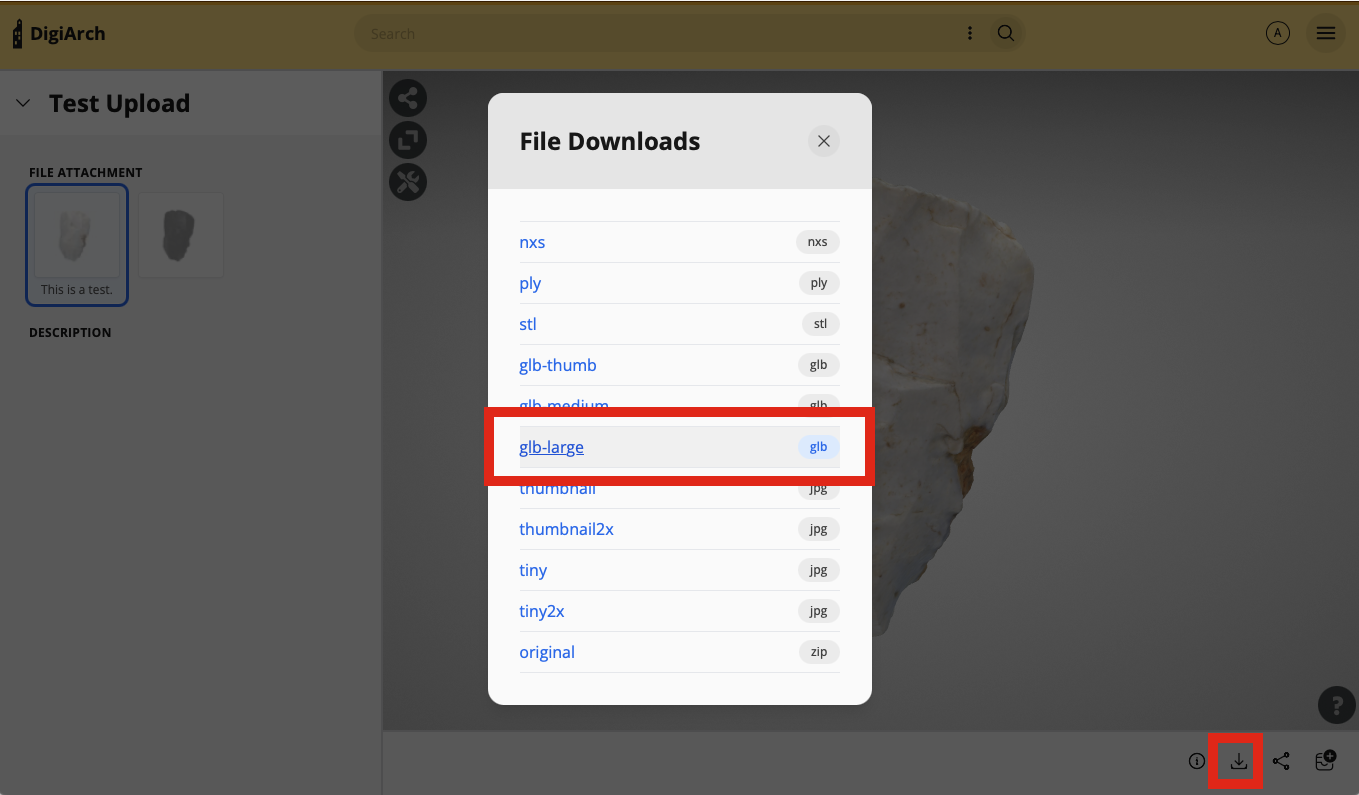 DigiArch
Search
A
Test Upload
File Downloads
FILE ATTACHMENT
This is a test.
DESCRIPTION
nxs nxs
ply ply
stl stl
glb-thumb glb
glb-medium glb
glb-large glb
thumbnail jpg
thumbnail2x jpg
tiny jpg
tiny2x jpg
original zip
?